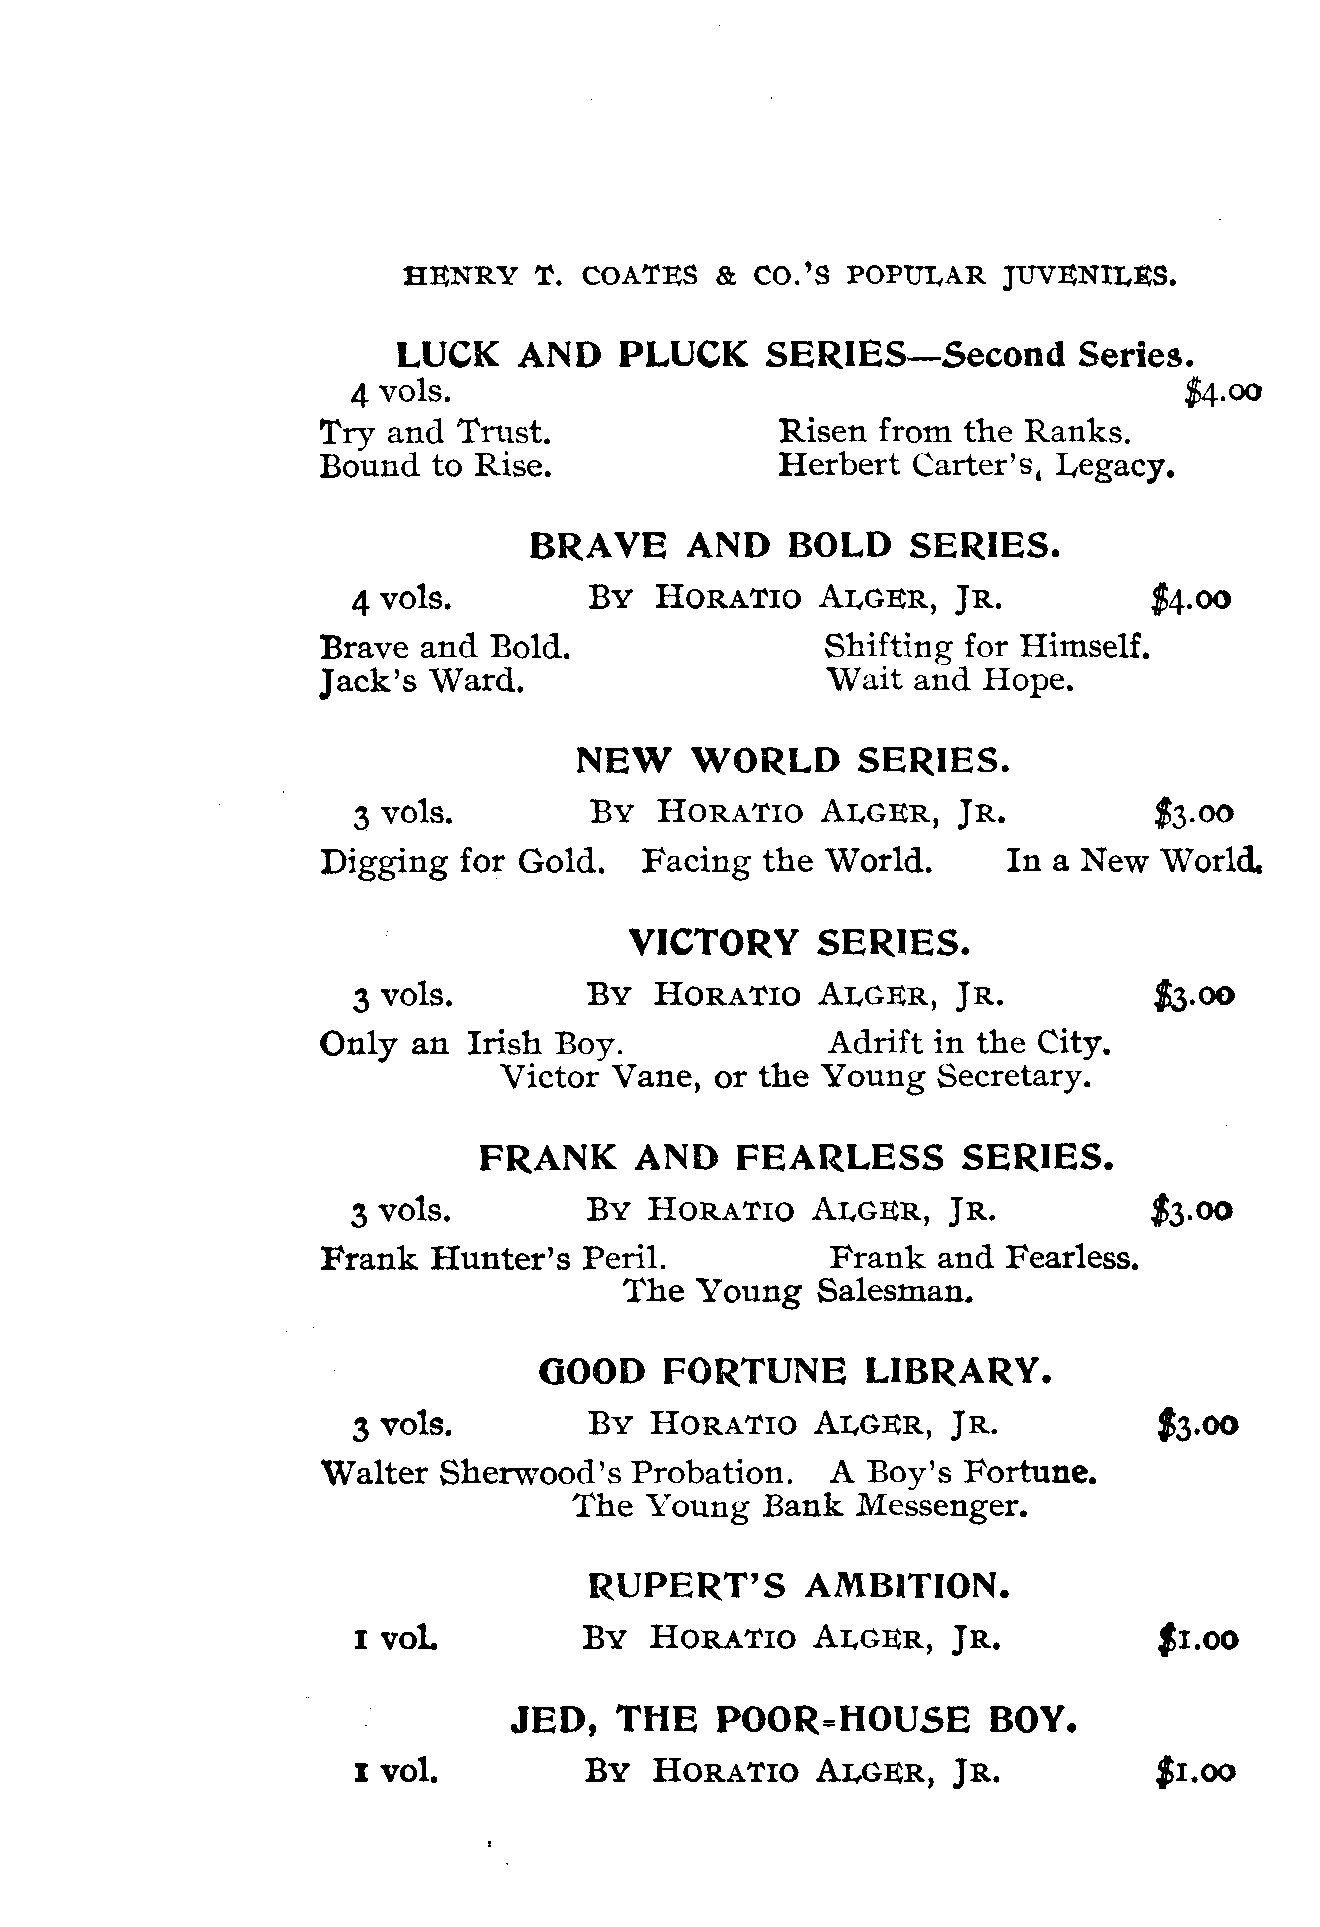 HENRY T. COATES & CO.'S POPULAR JUVENILES.
LUCK AND PLUCK SERIES—Second Series.
4 vols. $4.00
Try and Trust. Risen from the Ranks.
Bound to Rise. Herbert Carter's Legacy.
BRAVE AND BOLD SERIES.
4 vols. BY HORATIO ALGER, JR. $4.00
Brave and Bold. Shifting for Himself.
Jack's Ward. Wait and Hope.
NEW WORLD SERIES.
3 vols. BY HORATIO ALGER, JR. $3.00
Digging for Gold. Facing the World. In a New World.
VICTORY SERIES.
3 vols. BY HORATIO ALGER, JR. $3.00
Only an Irish Boy. Adrift in the City.
Victor Vane, or the Young Secretary.
FRANK AND FEARLESS SERIES.
3 vols. BY HORATIO ALGER, JR. $3.00
Frank Hunter's Peril. Frank and Fearless.
The Young Salesman.
GOOD FORTUNE LIBRARY.
3 vols. BY HORATIO ALGER, JR. $3.00
Walter Sherwood's Probation. A Boy's Fortune.
The Young Bank Messenger.
RUPERT'S AMBITION.
1 vol. BY HORATIO ALGER, JR. $1.00
JED, THE POOR=HOUSE BOY.
1 vol. BY HORATIO ALGER, JR. $1.00